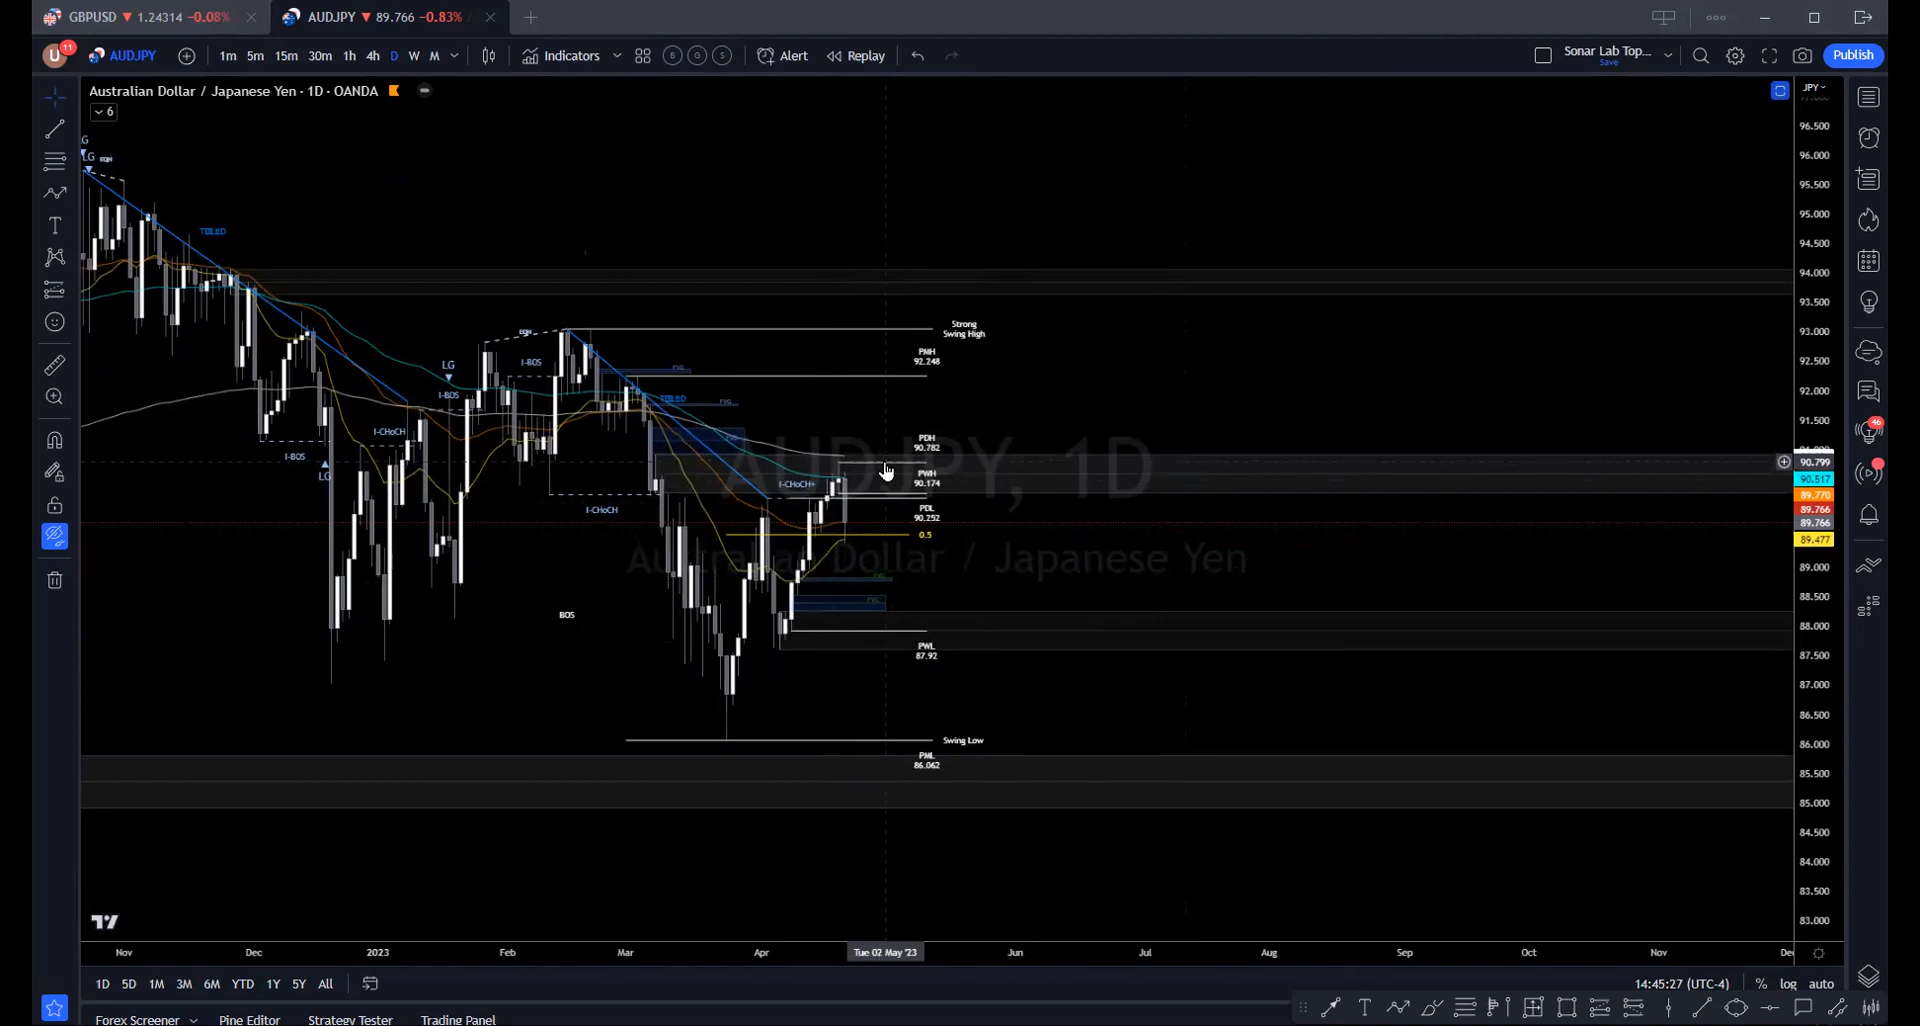 GBPUSD 1.24314 −0.08%
AUDJPY 89.766 −0.83%
U 11 AUDJPY 1m 5m 15m 30m 1h 4h D W M Indicators Alert Replay Sonar Lab Top... Save Publish
Australian Dollar / Japanese Yen · 1D · OANDA
6
JPY
96.500
96.000
95.500
95.000
94.500
94.000
93.500
93.000
92.500
92.000
91.500
90.799
90.517
89.770
89.766
89.766
89.477
89.000
88.500
88.000
87.500
87.000
86.500
86.000
85.500
85.000
84.500
84.000
83.500
83.000
G
LG
EQH
I-BOS
LG
I-CHoCH
LG
I-BOS
EQH
I-BOS
I-CHoCH
BOS
I-CHoCH+
Strong
Swing High
PMH
92.248
PDH
90.782
PWH
90.174
PDL
90.252
0.5
PWL
87.92
Swing Low
PML
86.062
AUDJPY, 1D
Australian Dollar / Japanese Yen
46
Nov Dec 2023 Feb Mar Apr Tue 02 May '23 Jun Jul Aug Sep Oct Nov
1D 5D 1M 3M 6M YTD 1Y 5Y All 14:45:27 (UTC-4) % log auto
Forex Screener Pine Editor Strategy Tester Trading Panel